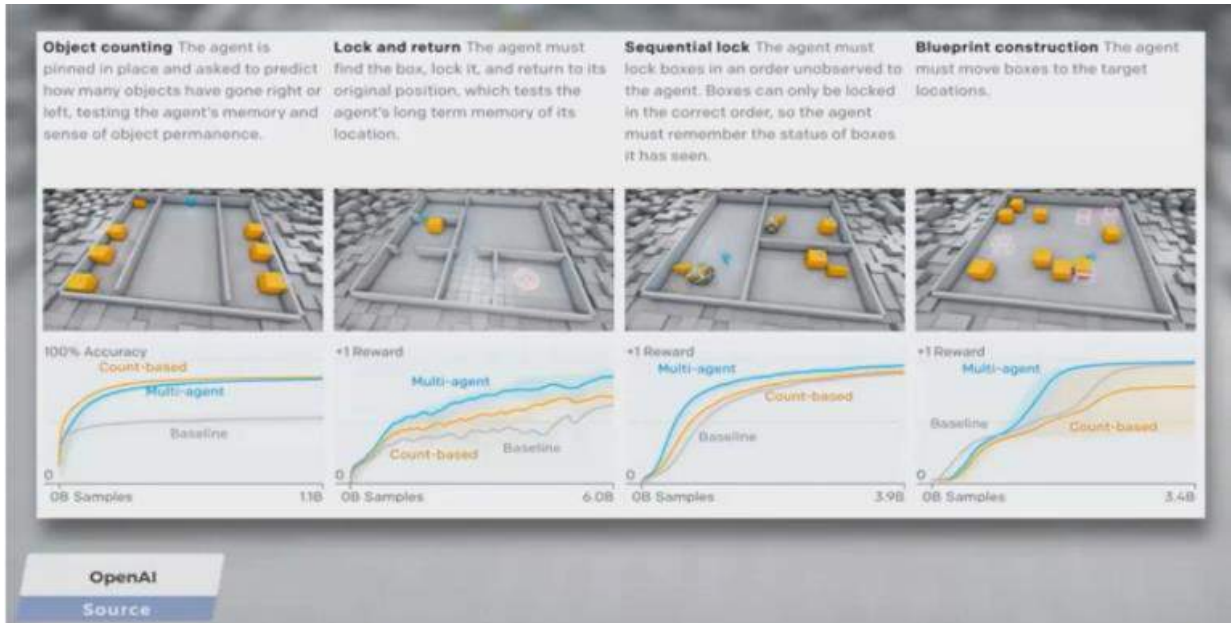 Object counting The agent is
pinned in place and asked to predict
how many objects have gone right or
left, testing the agent's memory and
sense of object permanence.
Lock and return The agent must
find the box, lock it, and return to its
original position, which tests the
agent's long term memory of its
location.
Sequential lock The agent must
lock boxes in an order unobserved to
the agent. Boxes can only be locked
in the correct order, so the agent
must remember the status of boxes
it has seen.
Blueprint construction The agent
must move boxes to the target
locations.
100% Accuracy
Count-based
Multi-agent
Baseline
0
0B Samples 1.1B
+1 Reward
Multi-agent
Count-based
Baseline
0
0B Samples 6.0B
+1 Reward
Multi-agent
Count-based
Baseline
0
0B Samples 3.9B
+1 Reward
Multi-agent
Baseline
Count-based
0
0B Samples 3.4B
OpenAI
Source